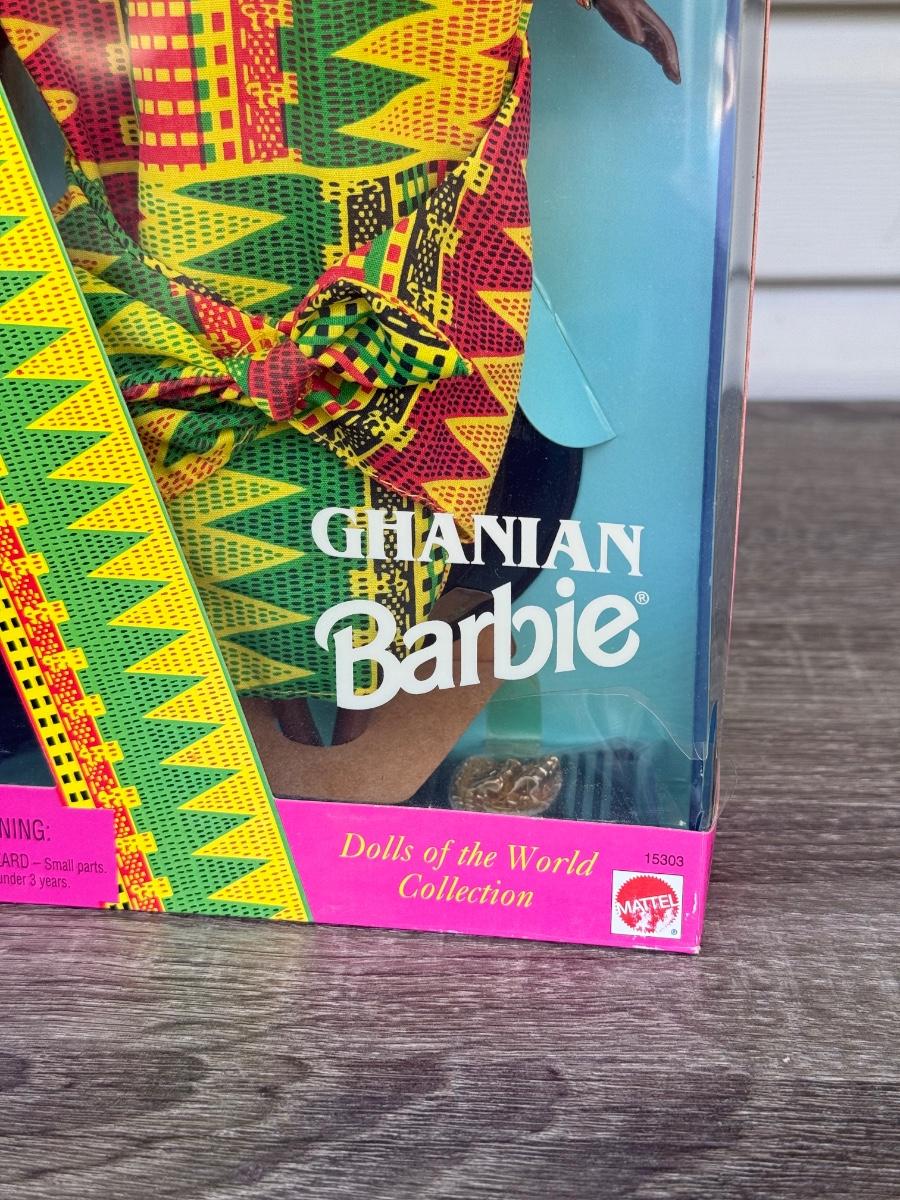 GHANIAN
Barbie®
NING:
ARD – Small parts.
under 3 years.
Dolls of the World
Collection
15303
MATTEL
®